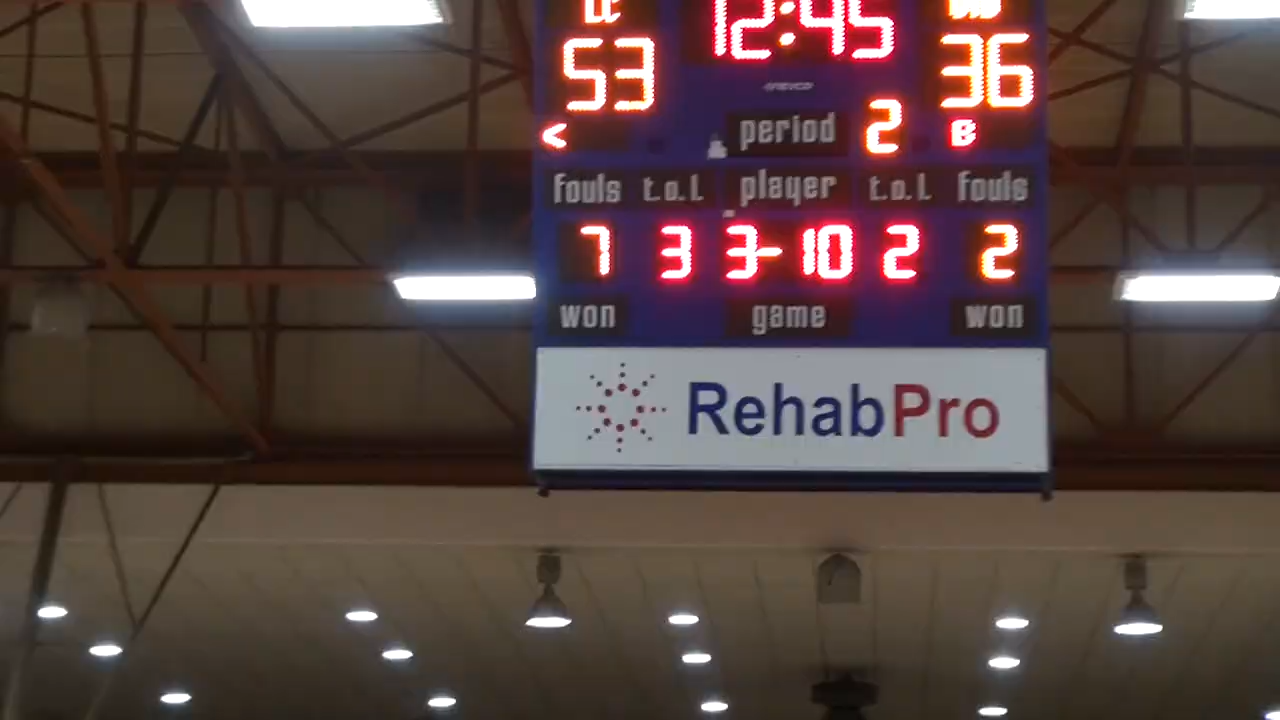 12:45
53 36
period 2
< B
fouls t.o.l. player t.o.l. fouls
7 3 3-10 2 2
won game won
RehabPro